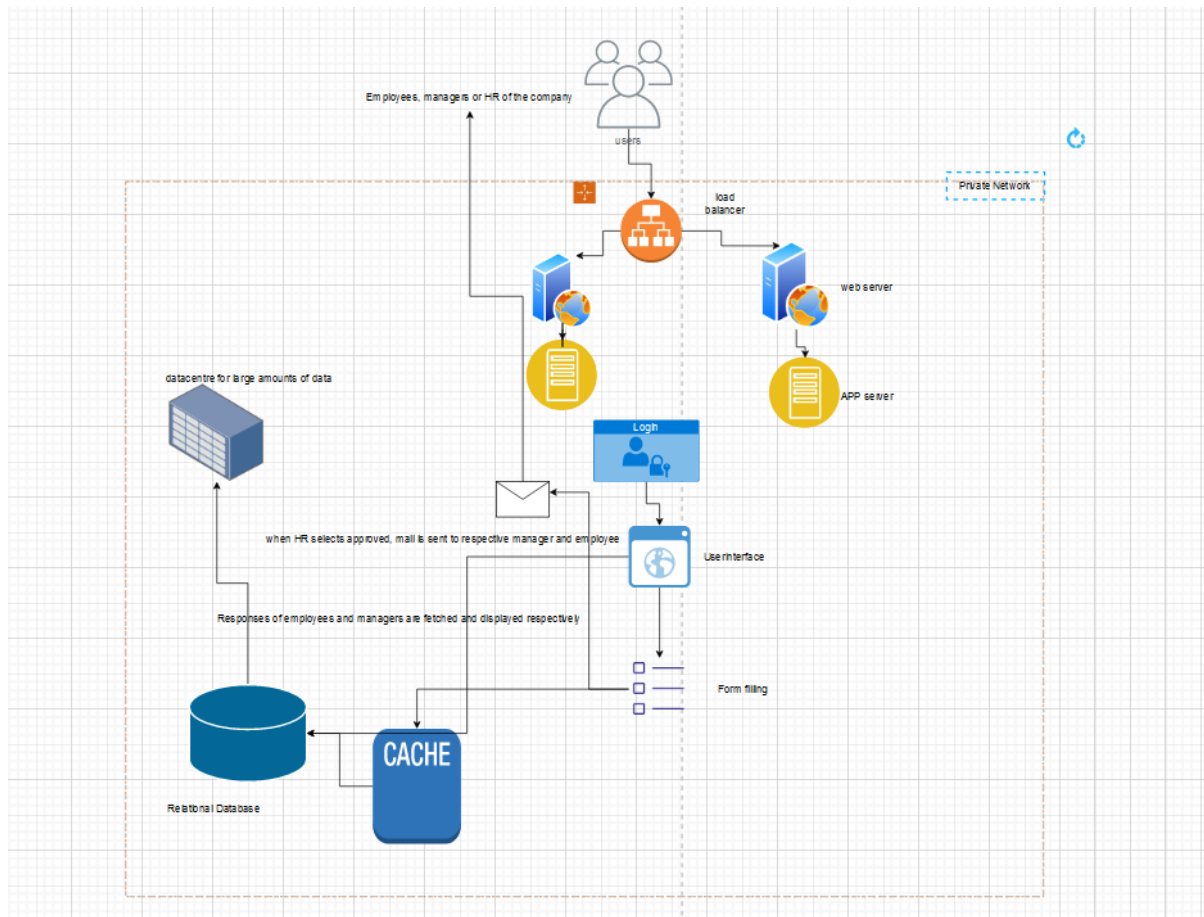 Employees, managers or HR of the company
users
Private Network
load
balancer
web server
datacentre for large amounts of data
APP server
Login
when HR selects approved, mail is sent to respective manager and employee
Userinterface
Responses of employees and managers are fetched and displayed respectively
Form filling
CACHE
Relational Database